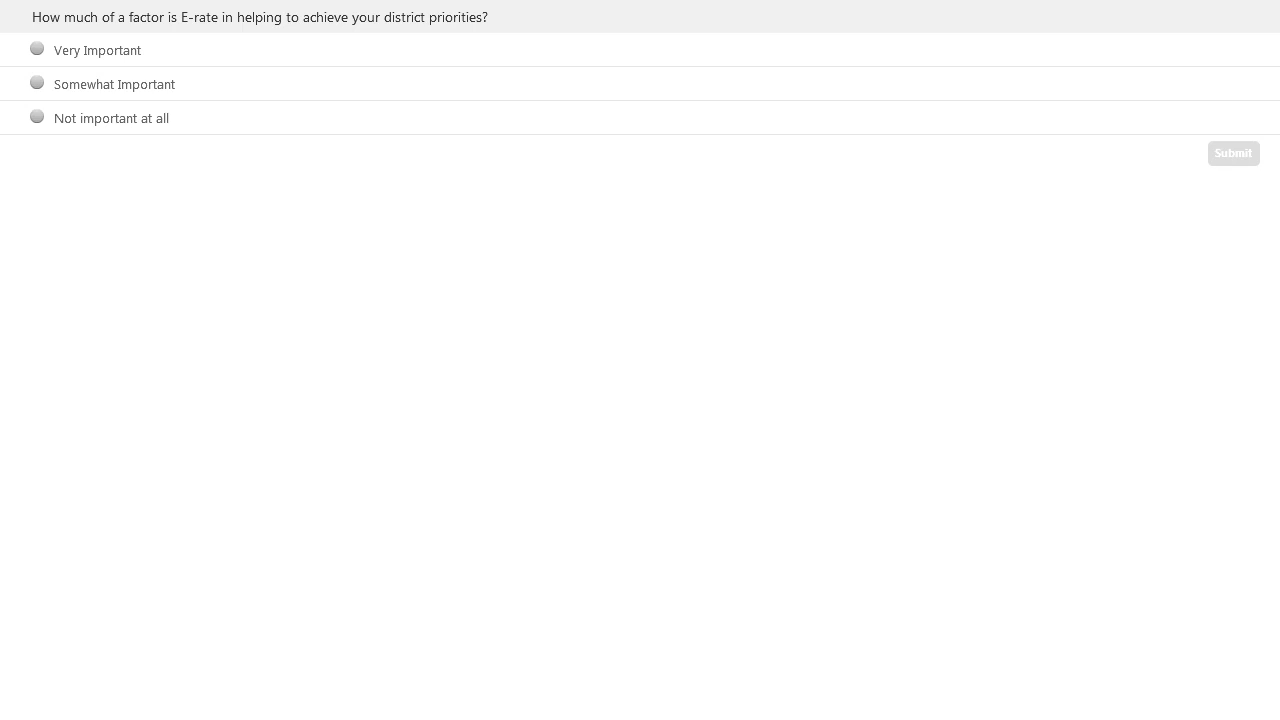 How much of a factor is E-rate in helping to achieve your district priorities?
Very Important
Somewhat Important
Not important at all
Submit